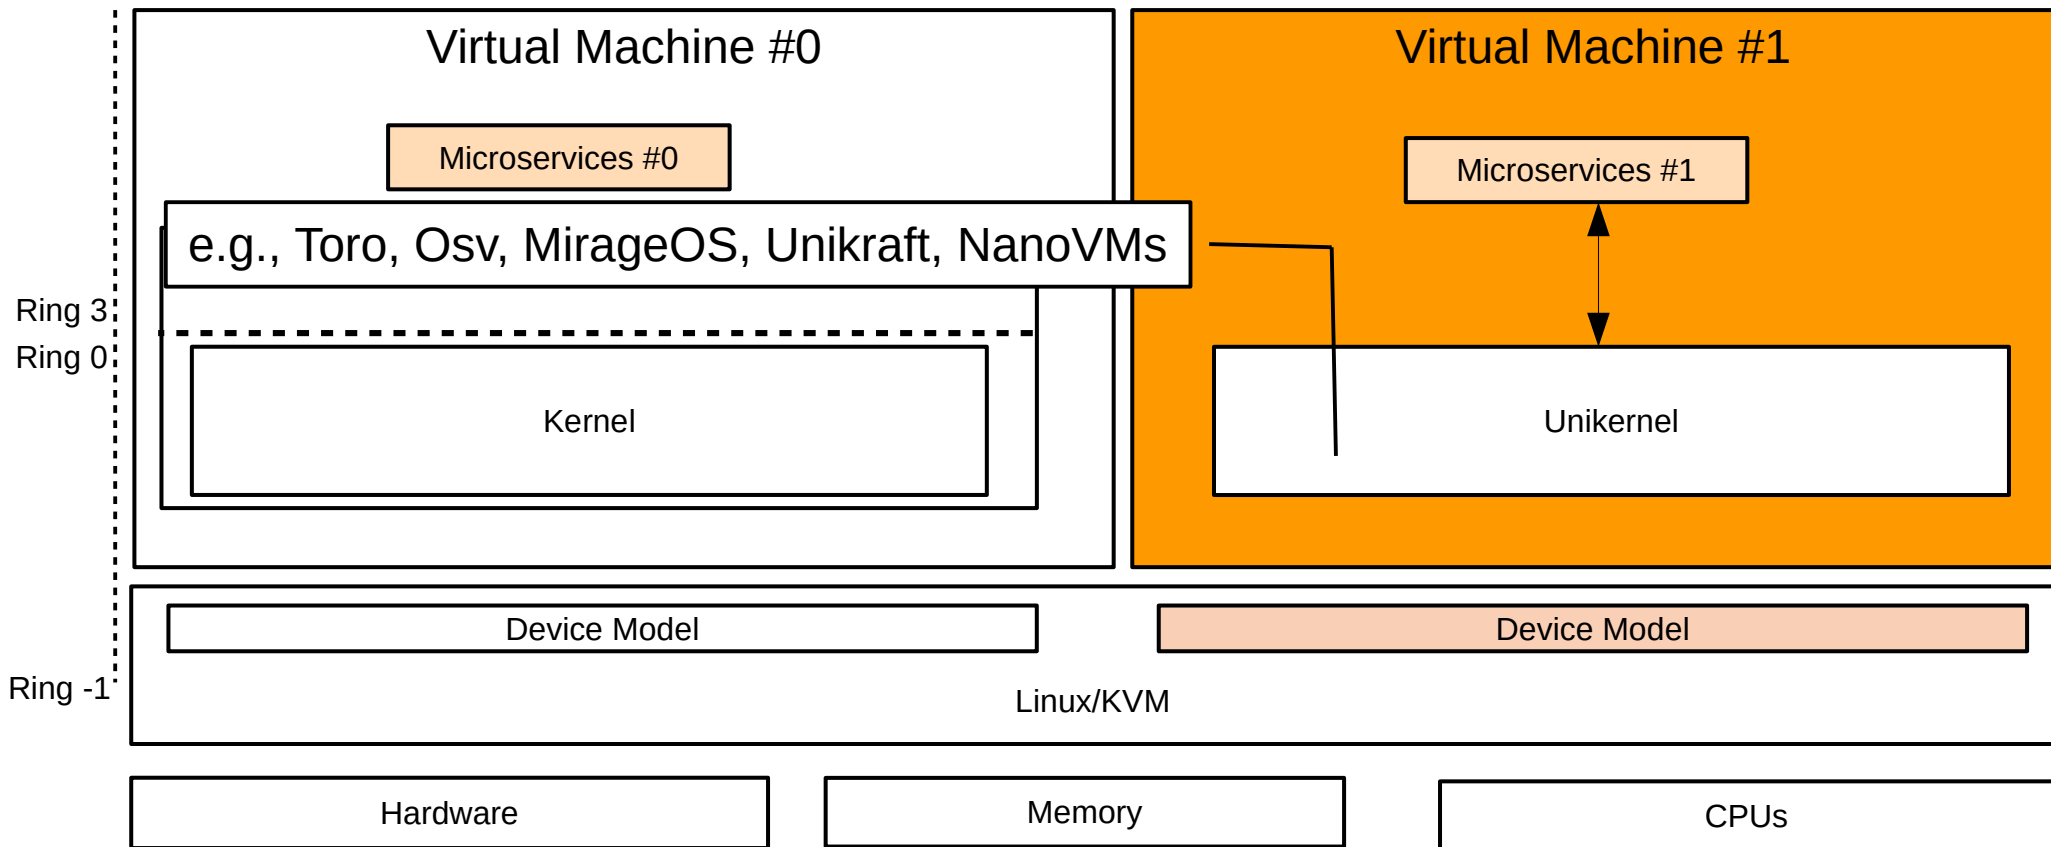 Virtual Machine #0
Virtual Machine #1
Microservices #0
Microservices #1
e.g., Toro, Osv, MirageOS, Unikraft, NanoVMs
Ring 3
Ring 0
Kernel
Unikernel
Device Model
Device Model
Ring -1
Linux/KVM
Hardware
Memory
CPUs